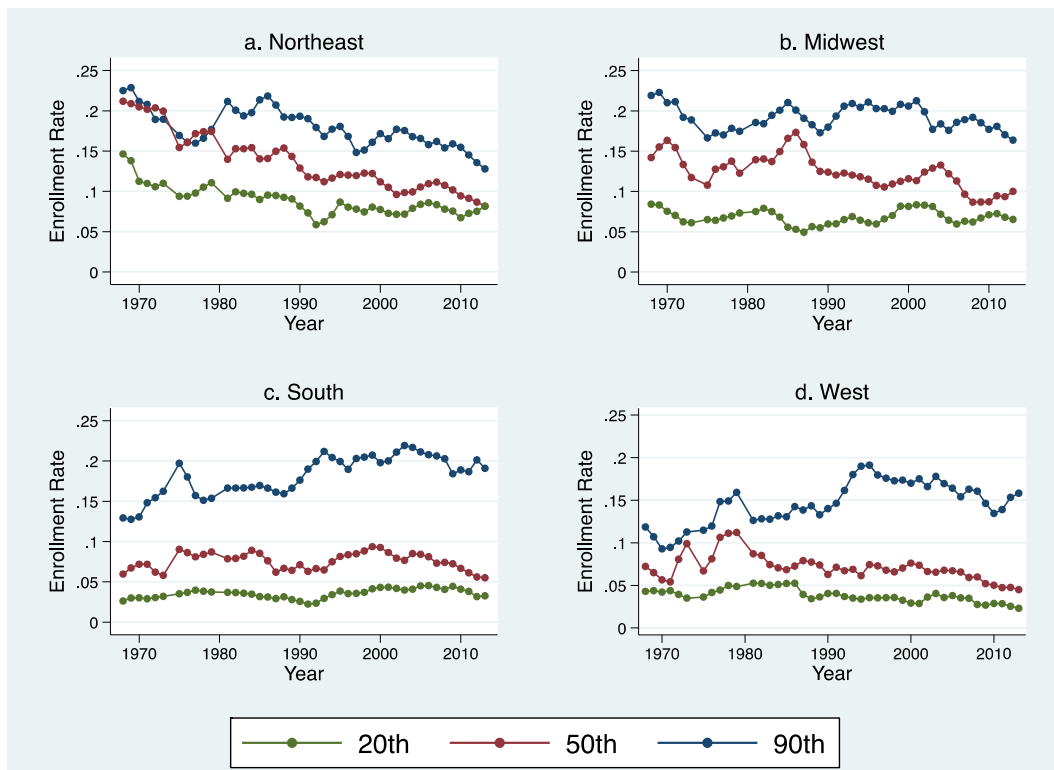 a. Northeast
Enrollment Rate
.25
.2
.15
.1
.05
0
1970 1980 1990 2000 2010
Year
b. Midwest
Enrollment Rate
.25
.2
.15
.1
.05
0
1970 1980 1990 2000 2010
Year
c. South
Enrollment Rate
.25
.2
.15
.1
.05
0
1970 1980 1990 2000 2010
Year
d. West
Enrollment Rate
.25
.2
.15
.1
.05
0
1970 1980 1990 2000 2010
Year
20th 50th 90th